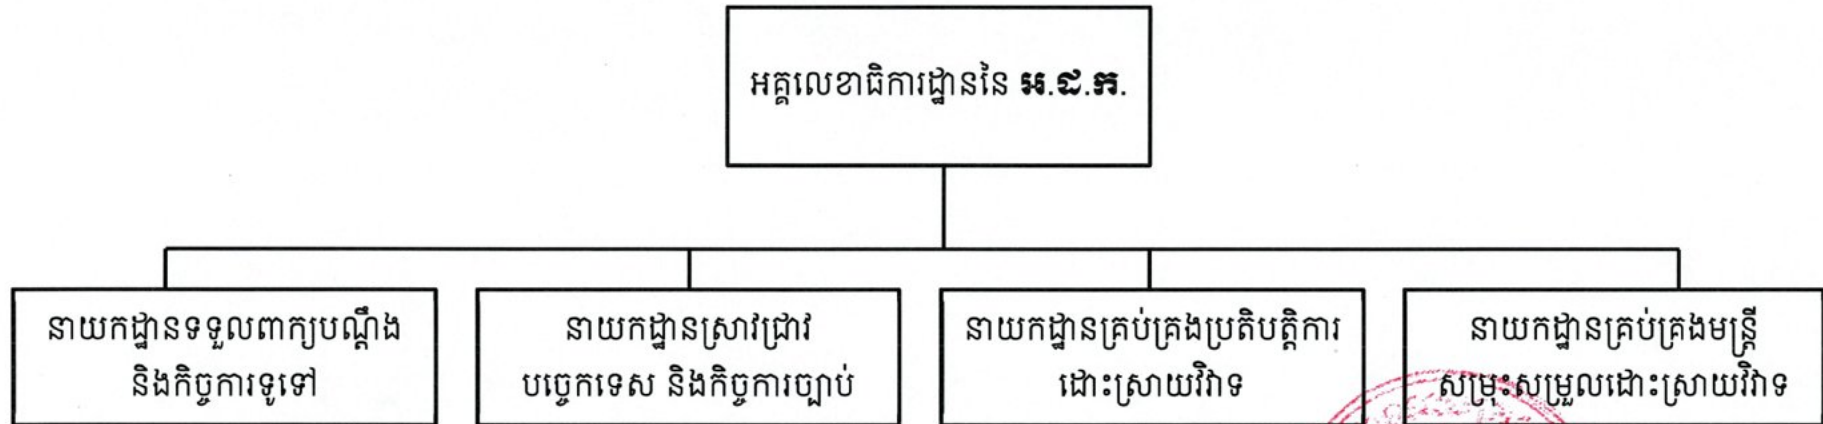 អគ្គលេខាធិការដ្ឋាននៃ អ.ដ.ក.
នាយកដ្ឋានទទួលពាក្យបណ្តឹង
និងកិច្ចការទូទៅ
នាយកដ្ឋានស្រាវជ្រាវ
បច្ចេកទេស និងកិច្ចការច្បាប់
នាយកដ្ឋានគ្រប់គ្រងប្រតិបត្តិការ
ដោះស្រាយវិវាទ
នាយកដ្ឋានគ្រប់គ្រងមន្ត្រី
សម្រុះសម្រួលដោះស្រាយវិវាទ